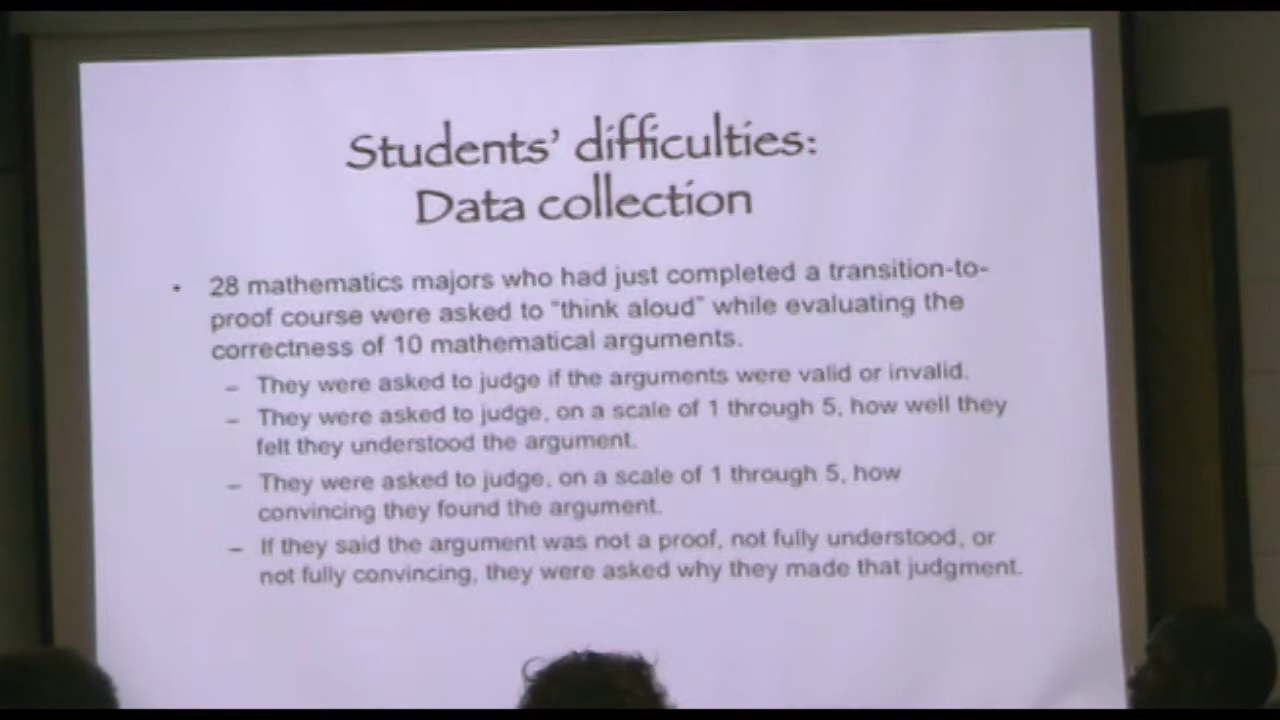 Students' difficulties:
Data collection
• 28 mathematics majors who had just completed a transition-to-
proof course were asked to "think aloud" while evaluating the
correctness of 10 mathematical arguments.
– They were asked to judge if the arguments were valid or invalid.
– They were asked to judge, on a scale of 1 through 5, how well they
felt they understood the argument.
– They were asked to judge, on a scale of 1 through 5, how
convincing they found the argument.
– If they said the argument was not a proof, not fully understood, or
not fully convincing, they were asked why they made that judgment.